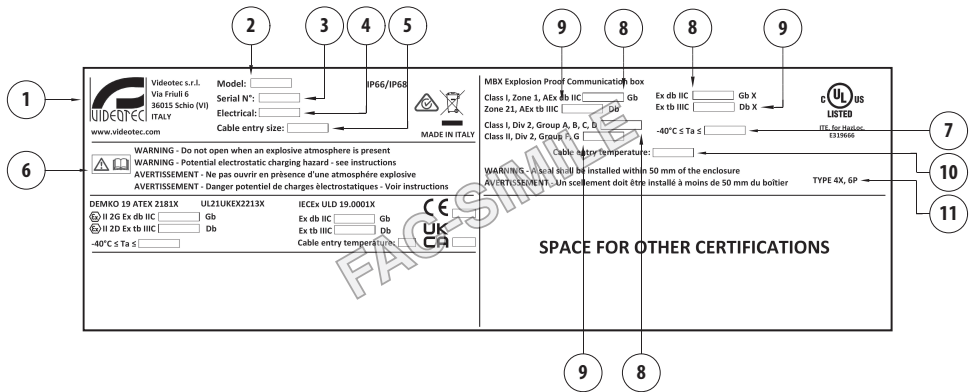 2
3
4
5
9
8
8
9
1
VIDEOTEC
Videotec s.r.l.
Via Friuli 6
36015 Schio (VI)
ITALY
www.videotec.com
Model:
IP66/IP68
Serial N°:
Electrical:
Cable entry size:
MADE IN ITALY
6
WARNING - Do not open when an explosive atmosphere is present
WARNING - Potential electrostatic charging hazard - see instructions
AVERTISSEMENT - Ne pas ouvrir en présence d'une atmosphére explosive
AVERTISSEMENT - Danger potentiel de charges èlectrostatiques - Voir instructions
DEMKO 19 ATEX 2181X UL21UKEX2213X IECEx ULD 19.0001X
Ex II 2G Ex db IIC Gb
Ex II 2D Ex tb IIIC Db
-40°C ≤ Ta ≤
Ex db IIC Gb
Ex tb IIIC Db
Cable entry temperature:
CE
UK
CA
MBX Explosion Proof Communication box
Class I, Zone 1, AEx db IIC Gb
Zone 21, AEx tb IIIC Db
Class I, Div 2, Group A, B, C, D
Class II, Div 2, Group F, G
Ex db IIC Gb X
Ex tb IIIC Db X
-40°C ≤ Ta ≤
Cable entry temperature:
C UL US
LISTED
ITE, for HazLoc.
E319666
7
WARNING - A seal shall be installed within 50 mm of the enclosure
AVERTISSEMENT - Un scellement doit être installé à moins de 50 mm du boîtier
TYPE 4X, 6P
10
11
SPACE FOR OTHER CERTIFICATIONS
FAC-SIMILE
9
8